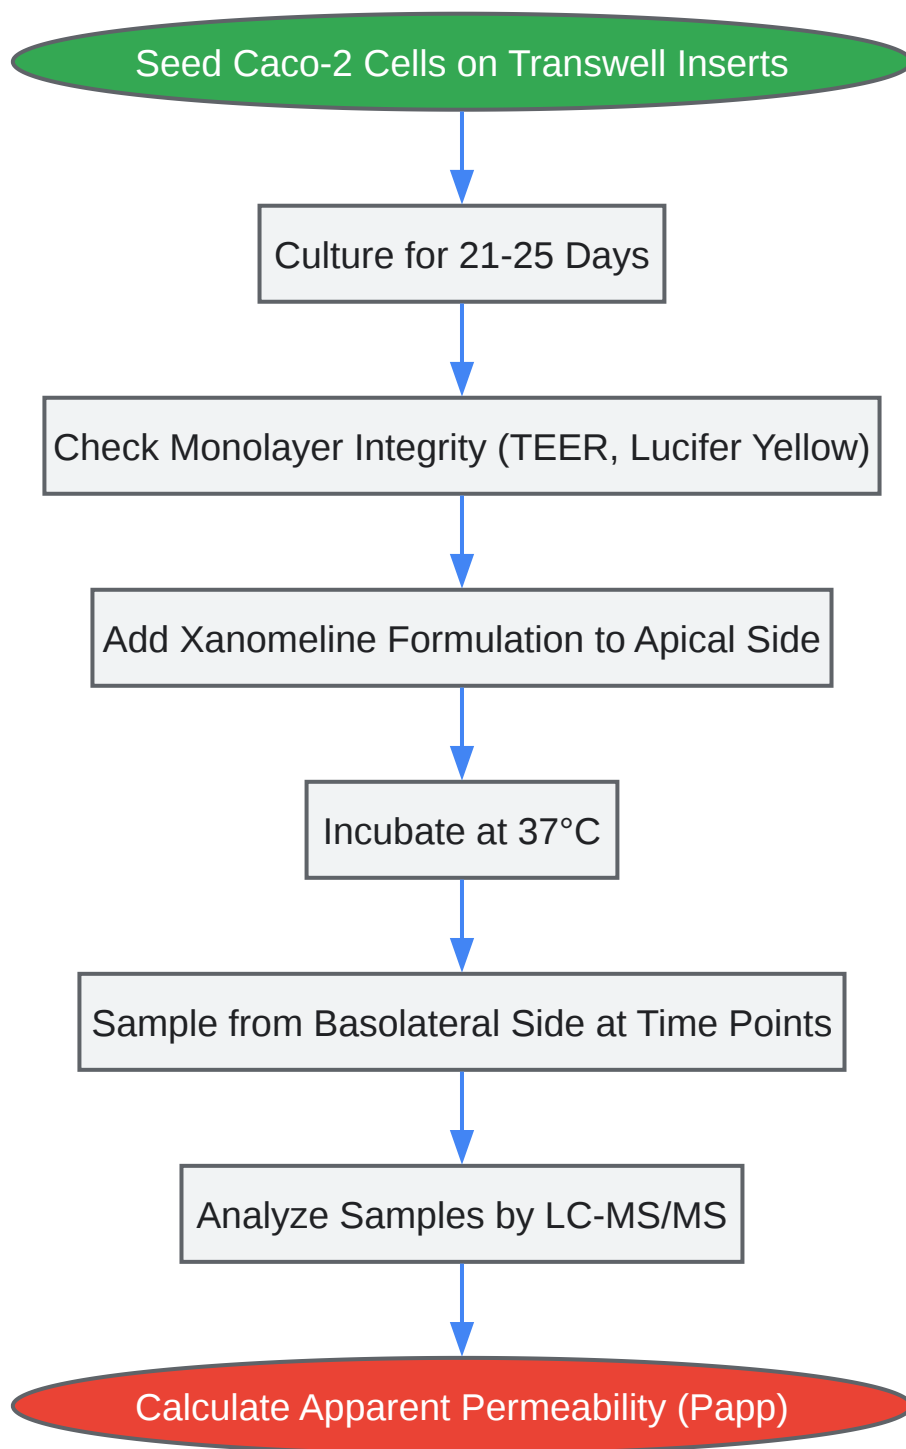 Seed Caco-2 Cells on Transwell Inserts
Culture for 21-25 Days
Check Monolayer Integrity (TEER, Lucifer Yellow)
Add Xanomeline Formulation to Apical Side
Incubate at 37°C
Sample from Basolateral Side at Time Points
Analyze Samples by LC-MS/MS
Calculate Apparent Permeability (Papp)